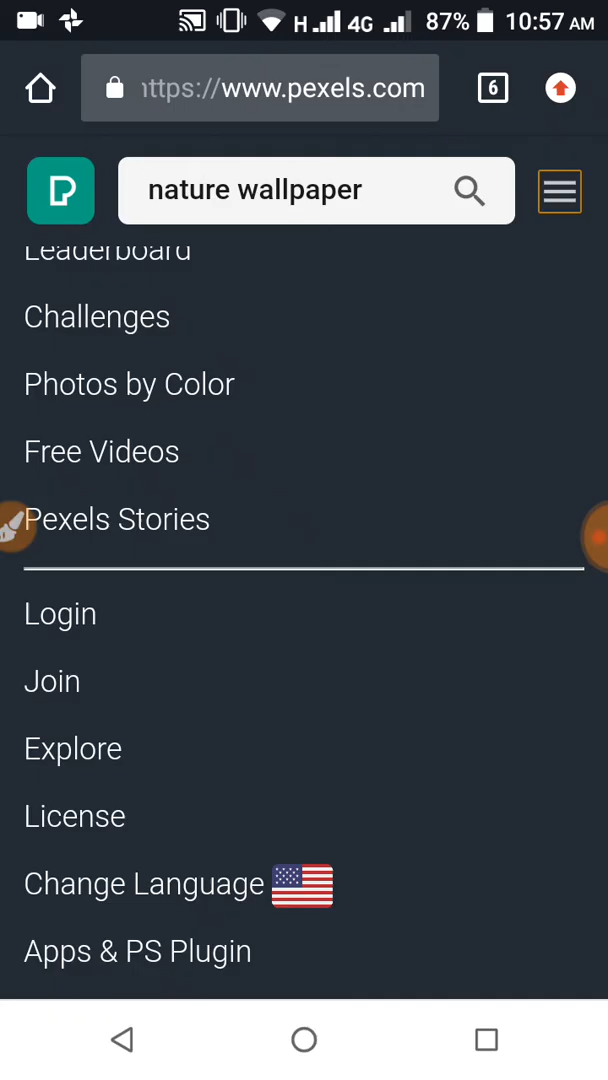 H 4G 87% 10:57 AM
https://www.pexels.com 6
nature wallpaper
Leaderboard
Challenges
Photos by Color
Free Videos
Pexels Stories
Login
Join
Explore
License
Change Language
Apps & PS Plugin